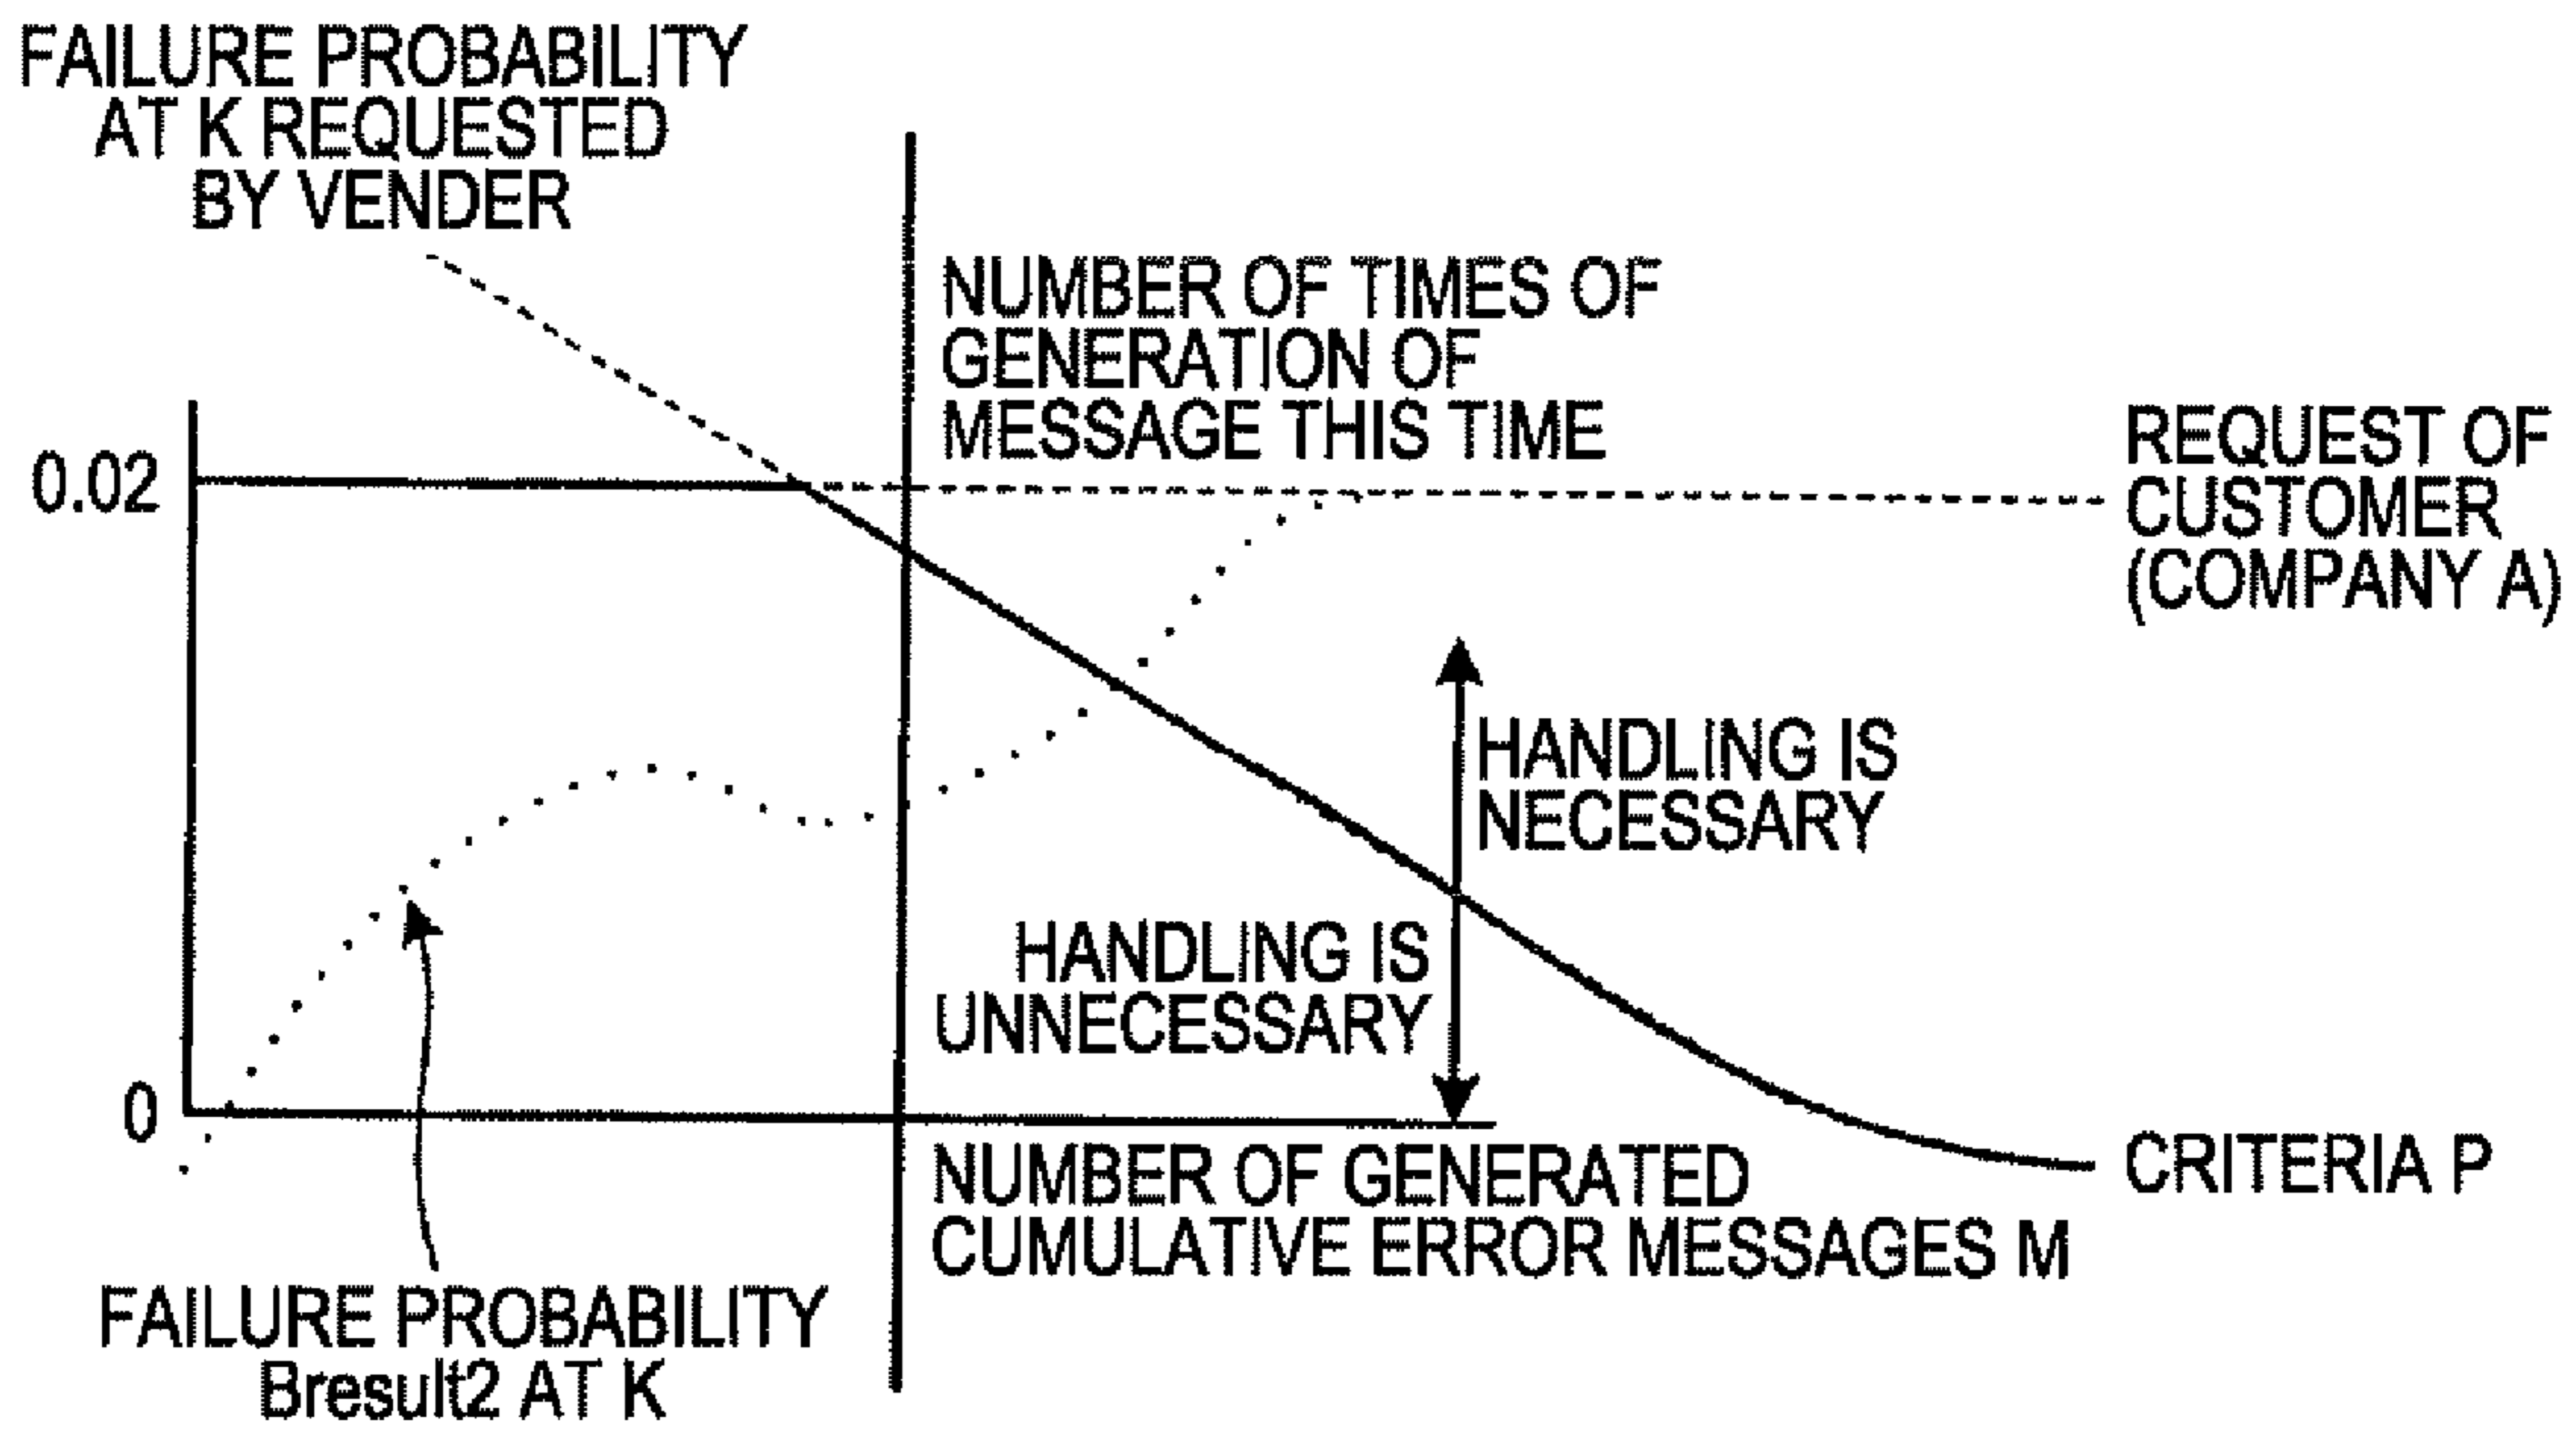 FAILURE PROBABILITY
AT K REQUESTED
BY VENDER
NUMBER OF TIMES OF
GENERATION OF
MESSAGE THIS TIME
REQUEST OF
CUSTOMER
(COMPANY A)
0.02
HANDLING IS
NECESSARY
HANDLING IS
UNNECESSARY
0
CRITERIA P
NUMBER OF GENERATED
CUMULATIVE ERROR MESSAGES M
FAILURE PROBABILITY
Bresult2 AT K